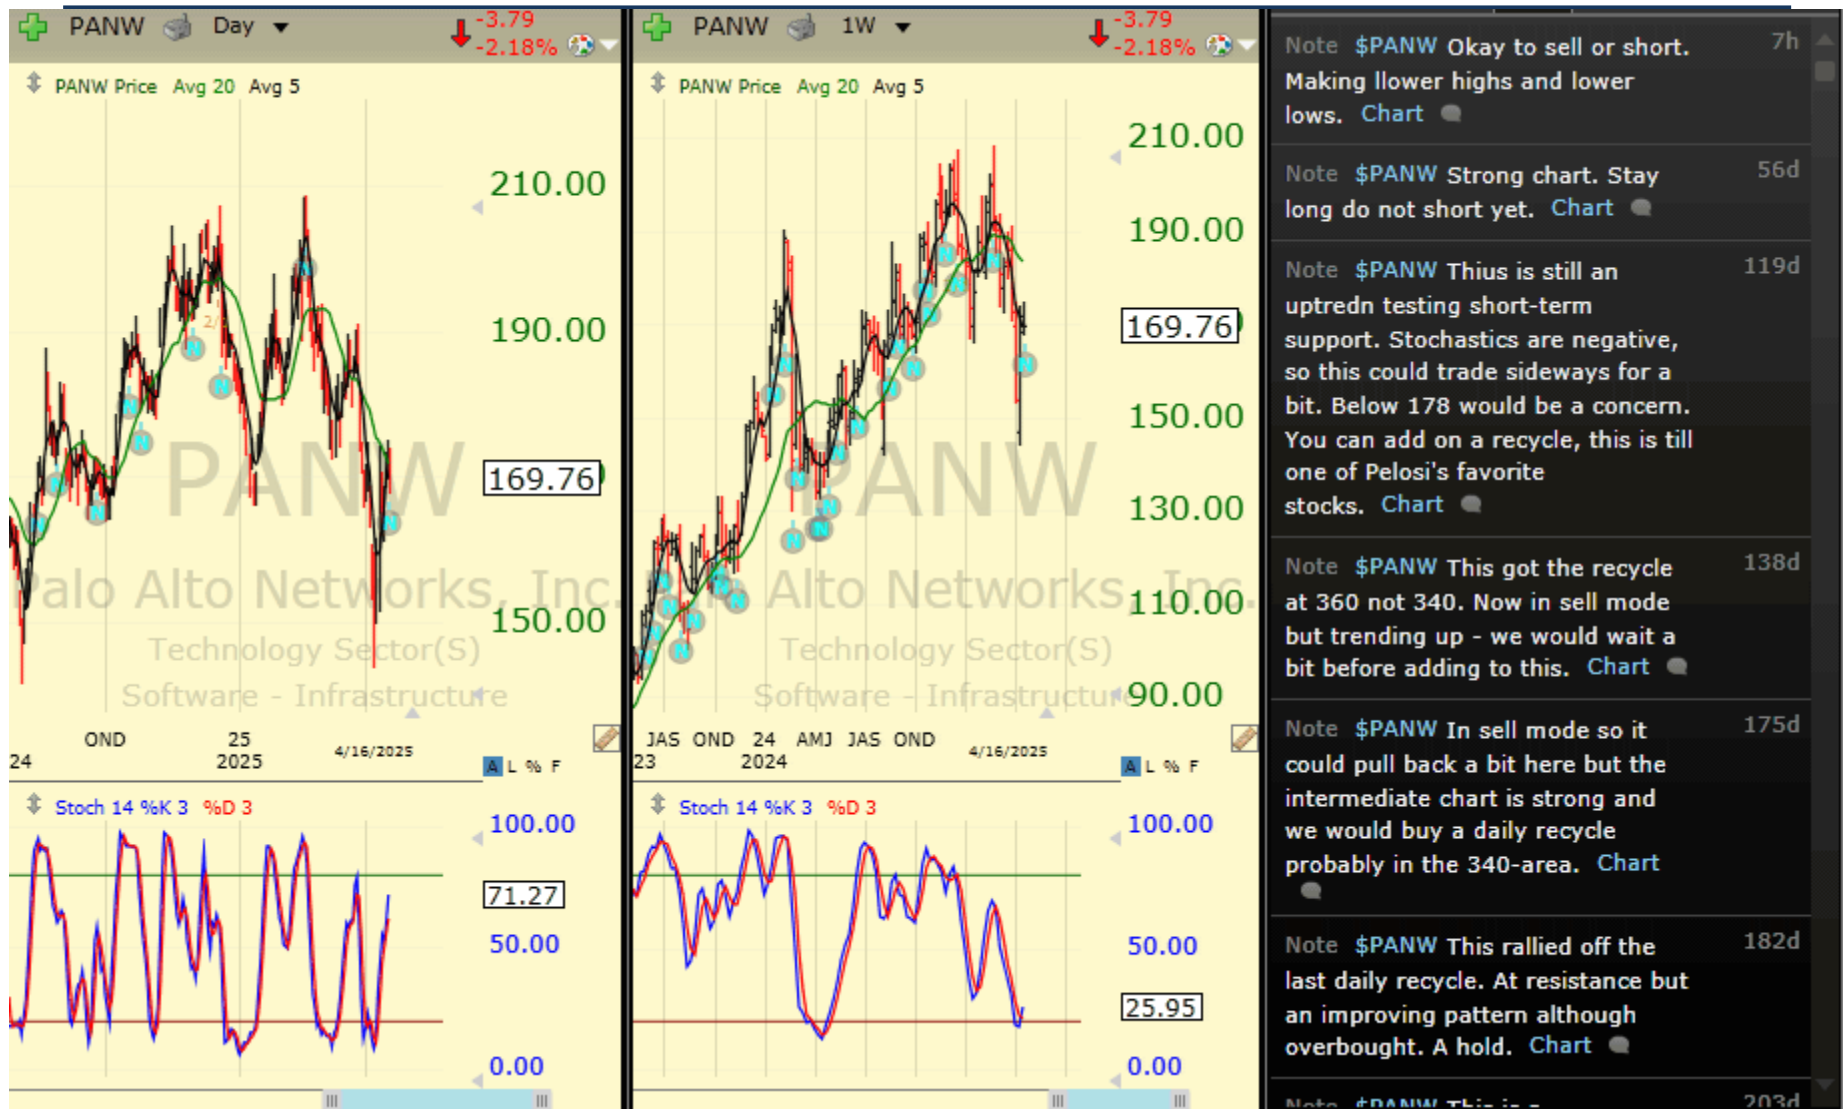 PANW Day
-3.79
-2.18%
PANW Price Avg 20 Avg 5
210.00
190.00
169.76
150.00
PANW
Palo Alto Networks, Inc.
Technology Sector(S)
Software - Infrastructure
OND 25 4/16/2025
24 2025
A L % F
Stoch 14 %K 3 %D 3
100.00
71.27
50.00
0.00
PANW 1W
-3.79
-2.18%
PANW Price Avg 20 Avg 5
210.00
190.00
169.76
150.00
130.00
110.00
90.00
PANW
Alto Networks, Inc.
Technology Sector(S)
Software - Infrastructure
JAS OND 24 AMJ JAS OND 4/16/2025
23 2024
A L % F
Stoch 14 %K 3 %D 3
100.00
50.00
25.95
0.00
Note $PANW Okay to sell or short. 7h
Making llower highs and lower
lows. Chart
Note $PANW Strong chart. Stay 56d
long do not short yet. Chart
Note $PANW Thius is still an 119d
uptredn testing short-term
support. Stochastics are negative,
so this could trade sideways for a
bit. Below 178 would be a concern.
You can add on a recycle, this is till
one of Pelosi's favorite
stocks. Chart
Note $PANW This got the recycle 138d
at 360 not 340. Now in sell mode
but trending up - we would wait a
bit before adding to this. Chart
Note $PANW In sell mode so it 175d
could pull back a bit here but the
intermediate chart is strong and
we would buy a daily recycle
probably in the 340-area. Chart
Note $PANW This rallied off the 182d
last daily recycle. At resistance but
an improving pattern although
overbought. A hold. Chart
Note $PANW This is a 203d